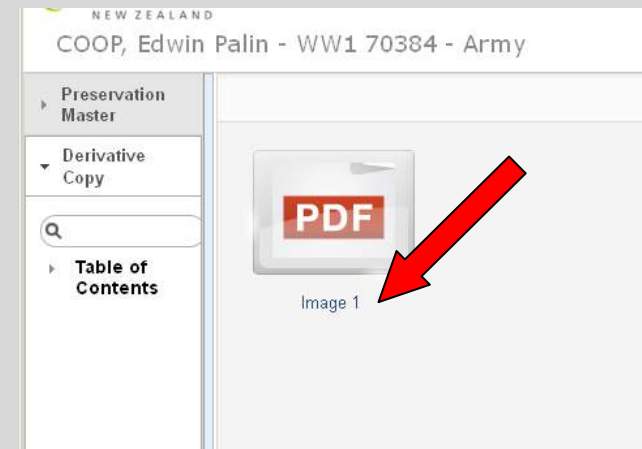 NEW ZEALAND
COOP, Edwin Palin - WW1 70384 - Army
Preservation
Master
Derivative
Copy
Table of
Contents
PDF
Image 1